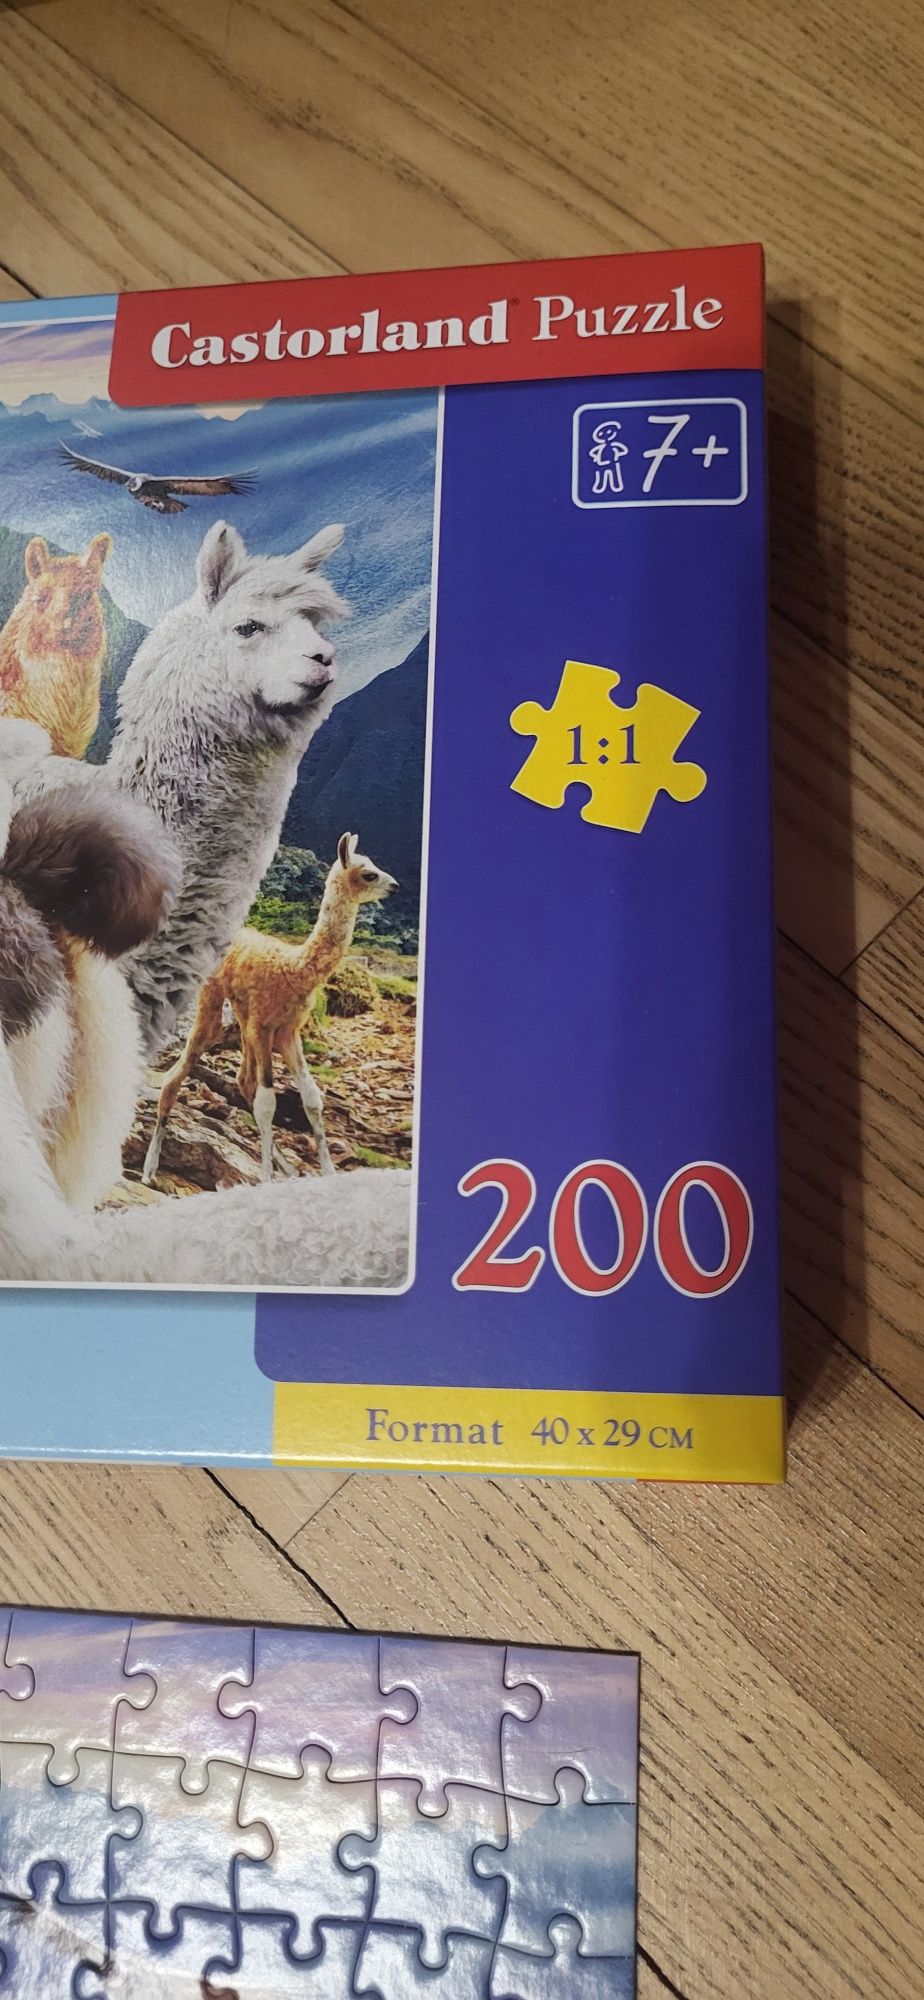 Castorland® Puzzle
7+
1:1
200
Format 40 x 29 CM